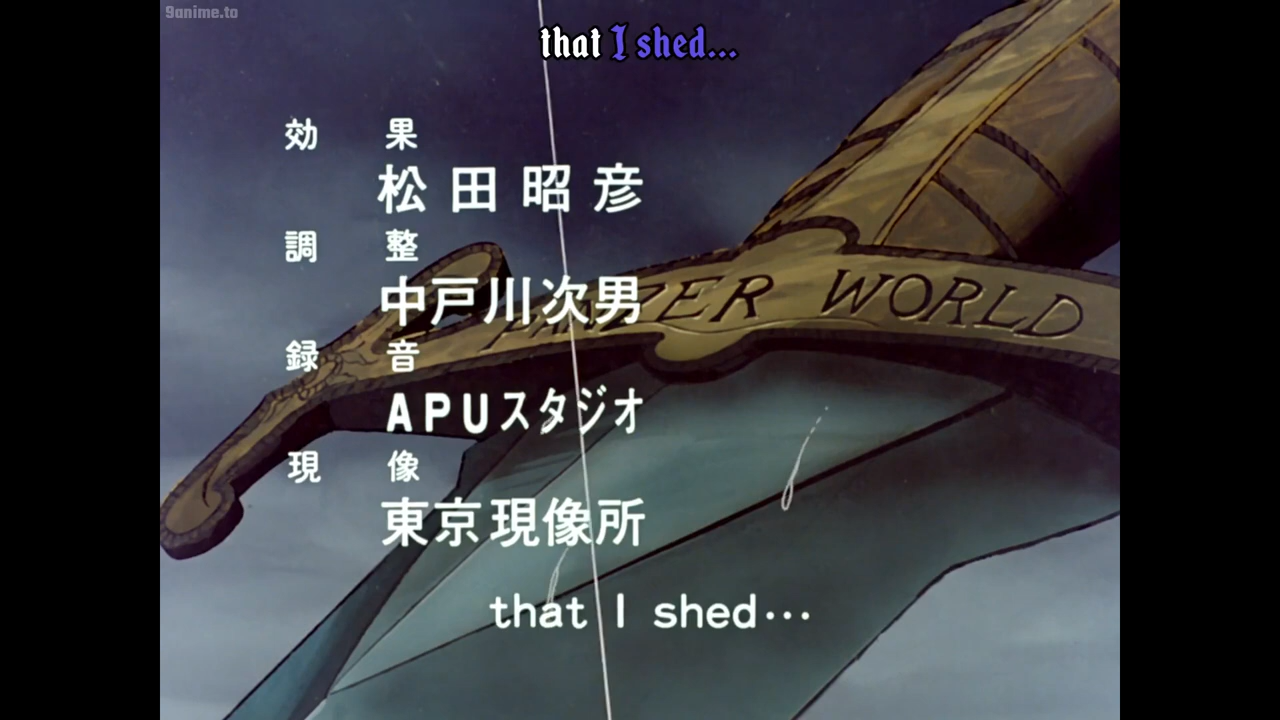 9anime.to
that I shed...
効 果
松田昭彦
調 整
中戸川次男
PANZER WORLD
録 音
APUスタジオ
現 像
東京現像所
that I shed…